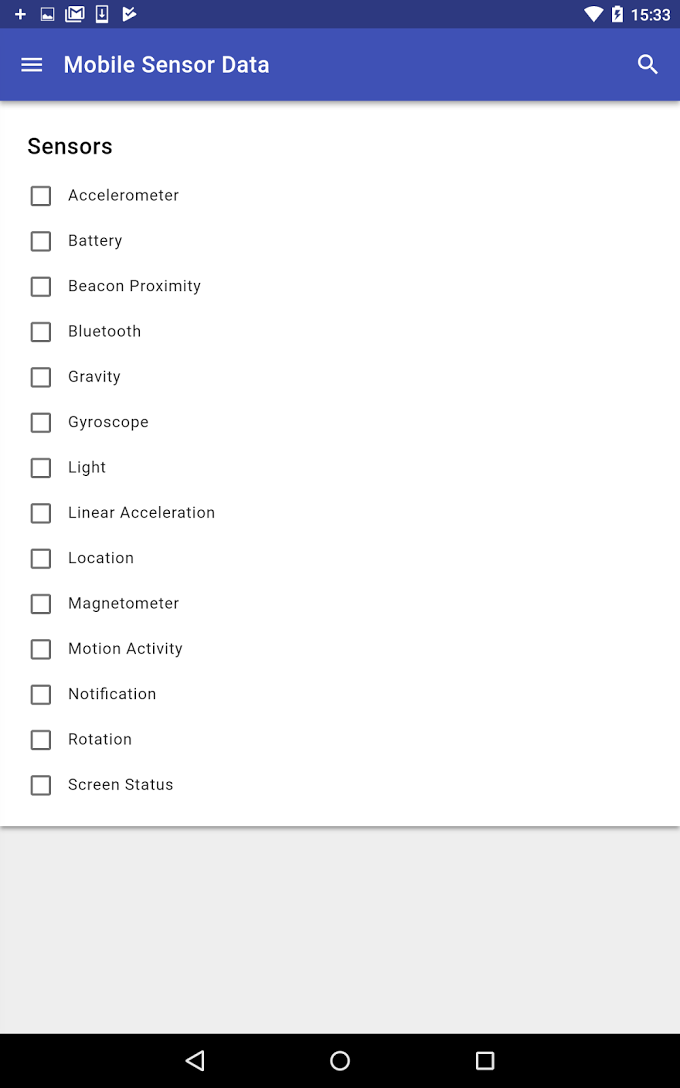 15:33
Mobile Sensor Data
Sensors
Accelerometer
Battery
Beacon Proximity
Bluetooth
Gravity
Gyroscope
Light
Linear Acceleration
Location
Magnetometer
Motion Activity
Notification
Rotation
Screen Status